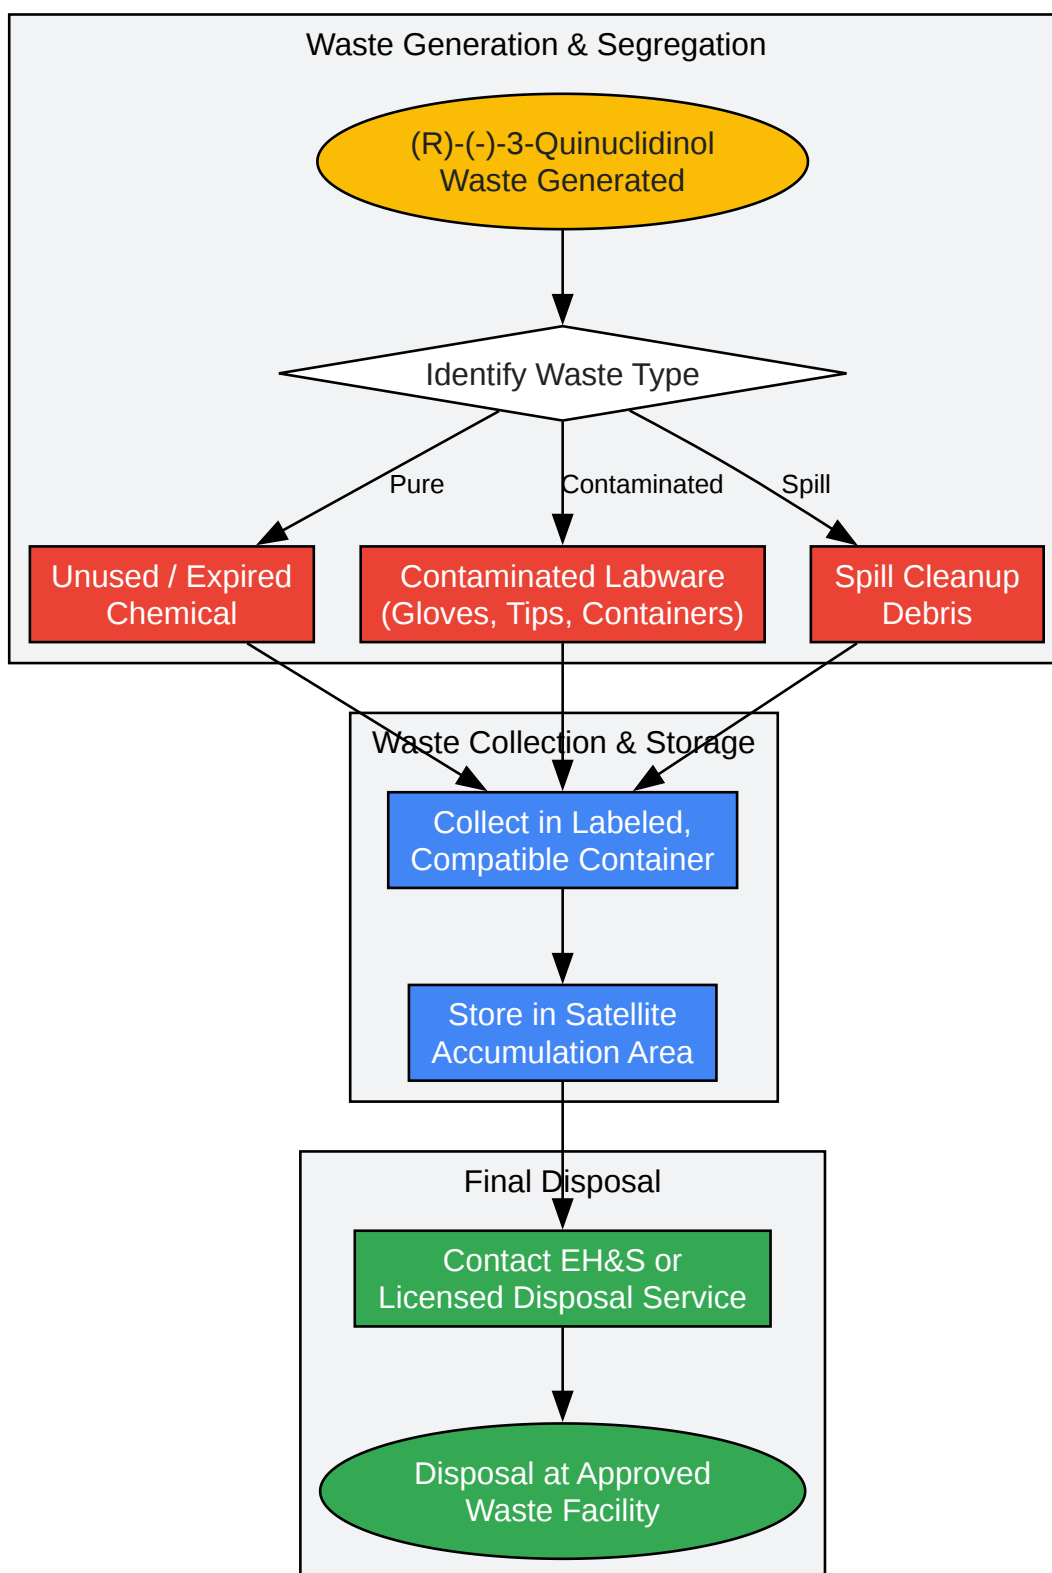 Waste Generation & Segregation
(R)-(-)-3-Quinuclidinol
Waste Generated
Identify Waste Type
Pure
Contaminated
Spill
Unused / Expired
Chemical
Contaminated Labware
(Gloves, Tips, Containers)
Spill Cleanup
Debris
Waste Collection & Storage
Collect in Labeled,
Compatible Container
Store in Satellite
Accumulation Area
Final Disposal
Contact EH&S or
Licensed Disposal Service
Disposal at Approved
Waste Facility